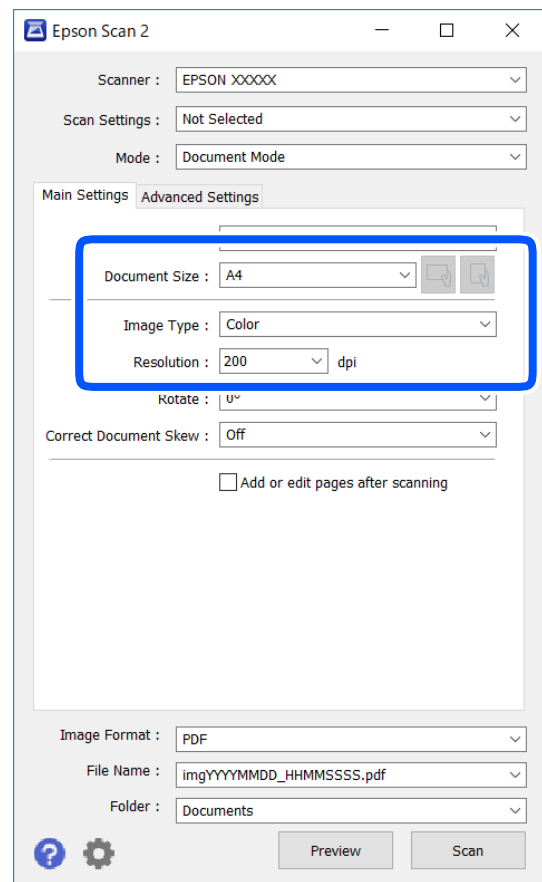 Epson Scan 2
Scanner : EPSON XXXXX
Scan Settings : Not Selected
Mode : Document Mode
Main Settings Advanced Settings
Document Size : A4
Image Type : Color
Resolution : 200 dpi
Rotate : 0°
Correct Document Skew : Off
Add or edit pages after scanning
Image Format : PDF
File Name : imgYYYYMMDD_HHMMSSSS.pdf
Folder : Documents
Preview Scan